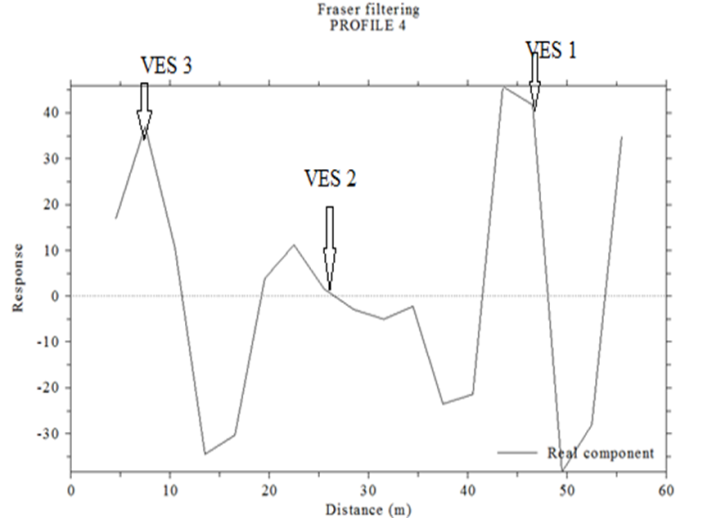 Fraser filtering
PROFILE 4
VES 3
VES 1
VES 2
40
30
20
10
0
-10
-20
-30
Response
Real component
0 10 20 30 40 50 60
Distance (m)